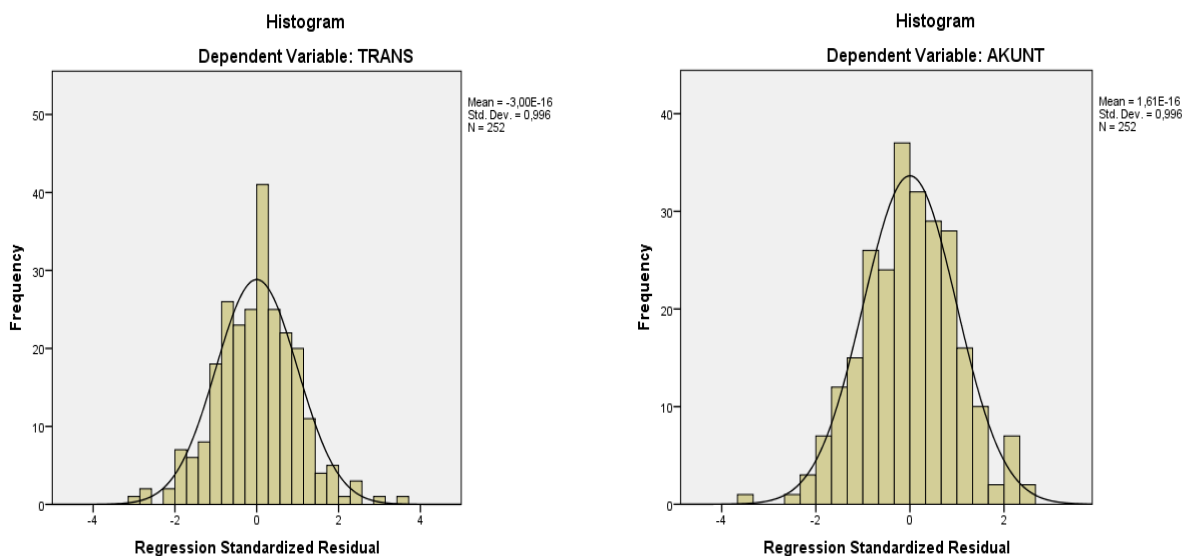 Histogram
Dependent Variable: TRANS
Mean = -3,00E-16
Std. Dev. = 0,996
N = 252
50
40
30
20
10
0
Frequency
-4 -2 0 2 4
Regression Standardized Residual
Histogram
Dependent Variable: AKUNT
Mean = 1,61E-16
Std. Dev. = 0,996
N = 252
40
30
20
10
0
Frequency
-4 -2 0 2
Regression Standardized Residual